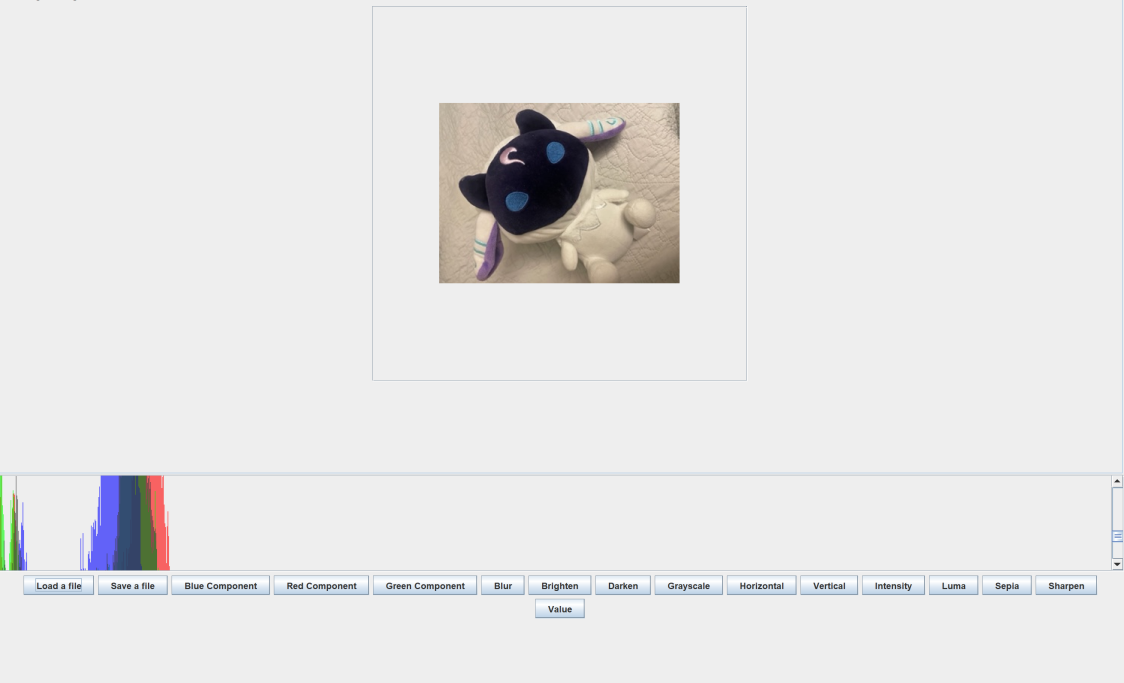 Load a file Save a file Blue Component Red Component Green Component Blur Brighten Darken Grayscale Horizontal Vertical Intensity Luma Sepia Sharpen
Value